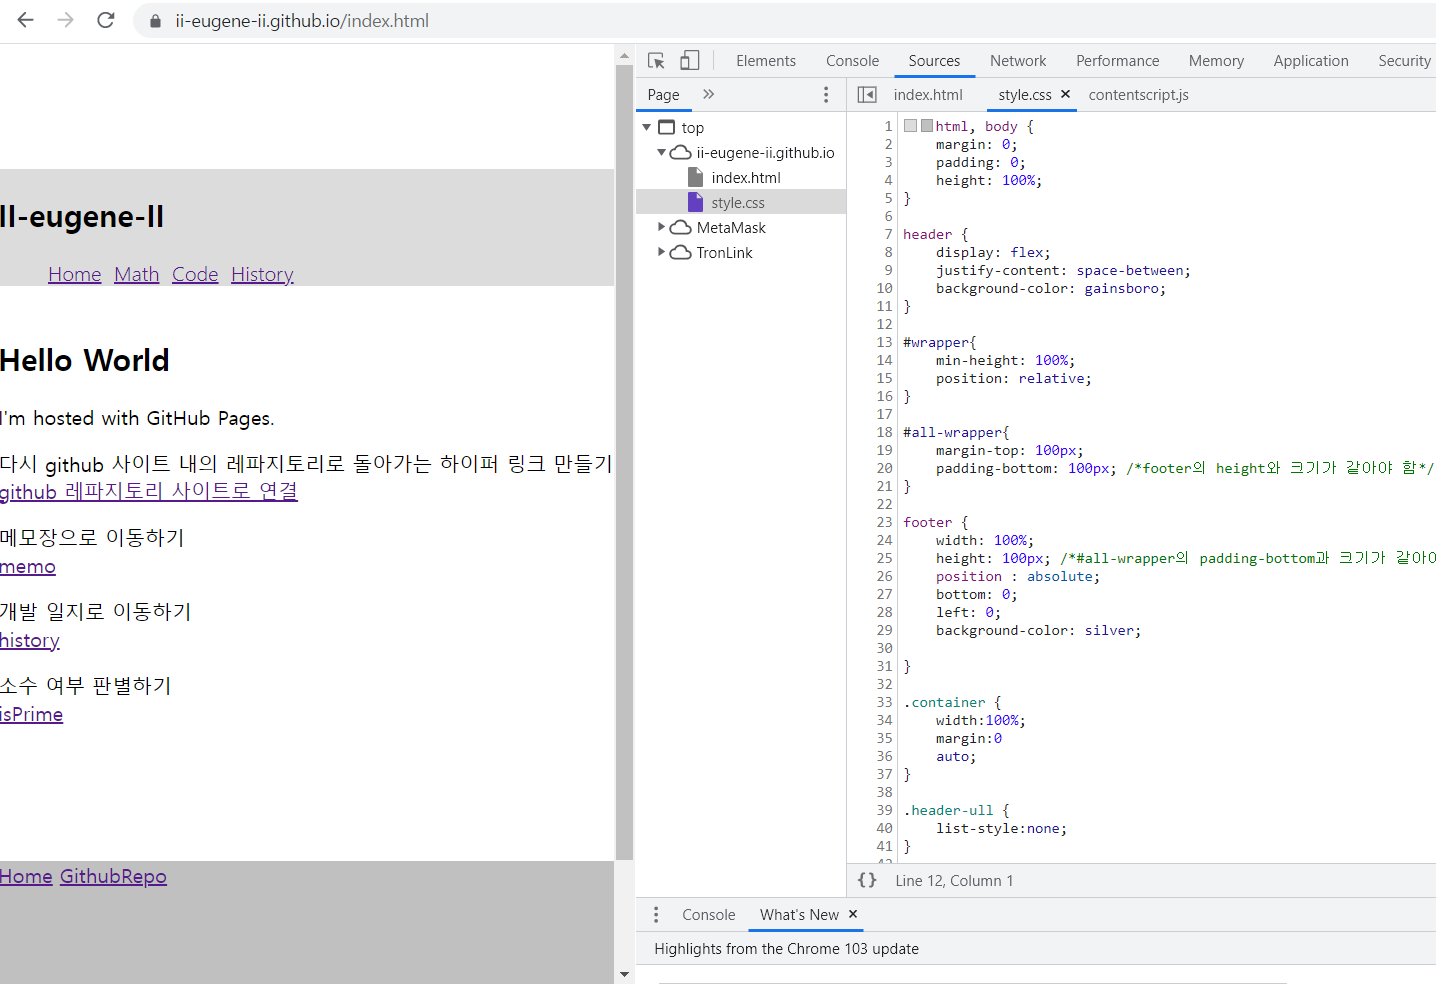 ii-eugene-ii.github.io/index.html
II-eugene-II
Home Math Code History
Hello World
I'm hosted with GitHub Pages.
다시 github 사이트 내의 레파지토리로 돌아가는 하이퍼 링크 만들기
github 레파지토리 사이트로 연결
메모장으로 이동하기
memo
개발 일지로 이동하기
history
소수 여부 판별하기
isPrime
Home GithubRepo
Elements Console Sources Network Performance Memory Application Security
Page
top
ii-eugene-ii.github.io
index.html
style.css
MetaMask
TronLink
index.html style.css × contentscript.js
1 html, body {
2 margin: 0;
3 padding: 0;
4 height: 100%;
5 }
6
7 header {
8 display: flex;
9 justify-content: space-between;
10 background-color: gainsboro;
11 }
12
13 #wrapper{
14 min-height: 100%;
15 position: relative;
16 }
17
18 #all-wrapper{
19 margin-top: 100px;
20 padding-bottom: 100px; /*footer의 height와 크기가 같아야 함*/
21 }
22
23 footer {
24 width: 100%;
25 height: 100px; /*#all-wrapper의 padding-bottom과 크기가 같아야
26 position : absolute;
27 bottom: 0;
28 left: 0;
29 background-color: silver;
30
31 }
32
33 .container {
34 width:100%;
35 margin:0
36 auto;
37 }
38
39 .header-ull {
40 list-style:none;
41 }
{} Line 12, Column 1
Console What's New ×
Highlights from the Chrome 103 update